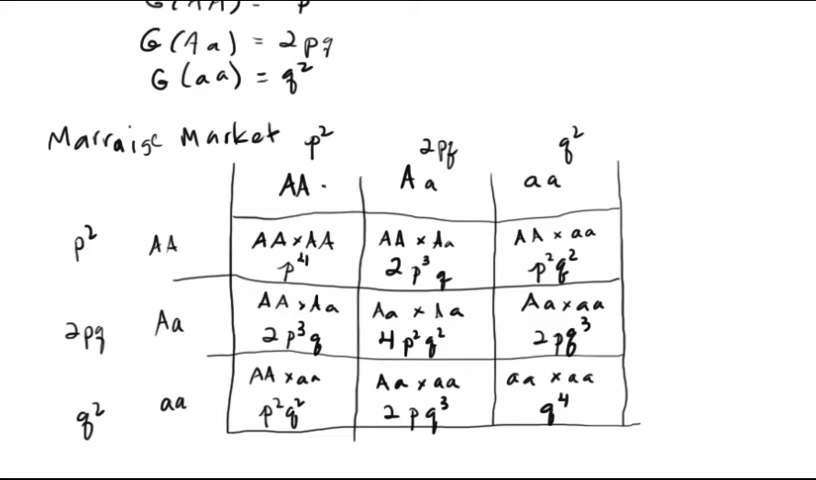 G(AA) = p
G(Aa) = 2pq
G(aa) = q²
Marraige Market p² 2pq q²
AA. Aa aa
p² AA AA×AA AA × Aa AA × aa
p⁴ 2p³q p²q²
2pq Aa AA×Aa Aa × Aa Aa×aa
2p³q 4p²q² 2pq³
q² aa AA×aa Aa×aa aa×aa
p²q² 2pq³ q⁴